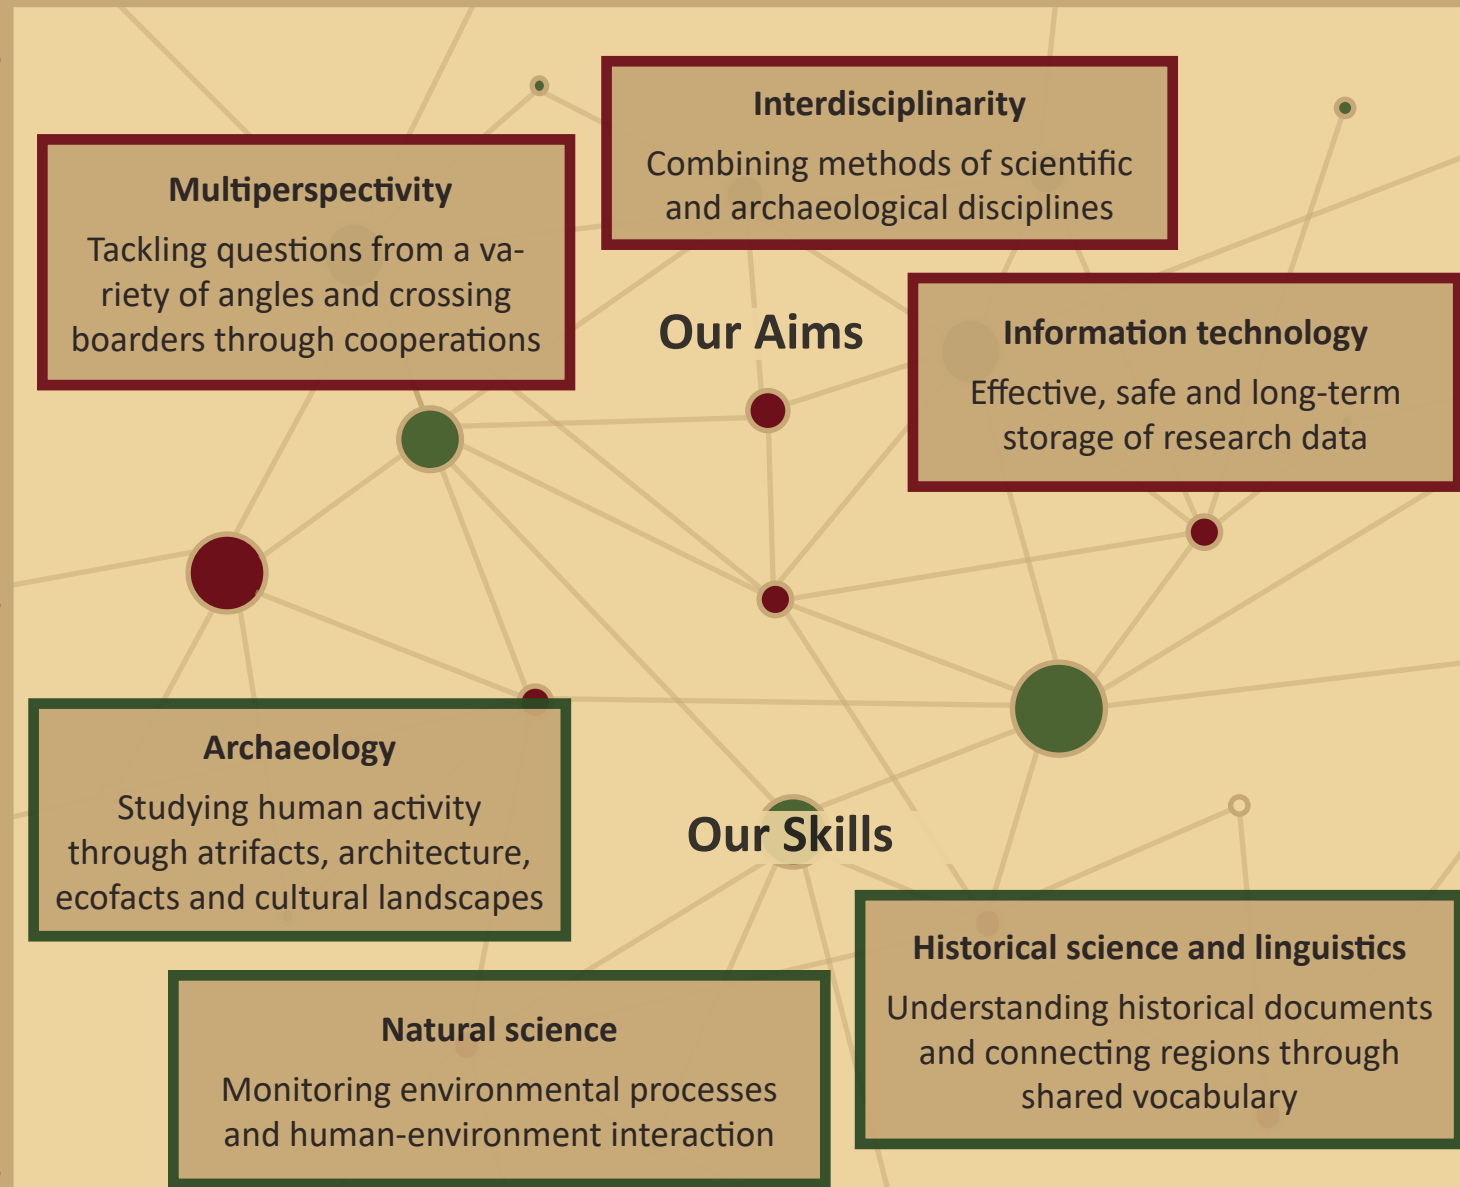 Interdisciplinarity
Combining methods of scientific
and archaeological disciplines
Multiperspectivity
Tackling questions from a va-
riety of angles and crossing
boarders through cooperations
Our Aims
Information technology
Effective, safe and long-term
storage of research data
Archaeology
Studying human activity
through atrifacts, architecture,
ecofacts and cultural landscapes
Our Skills
Historical science and linguistics
Understanding historical documents
and connecting regions through
shared vocabulary
Natural science
Monitoring environmental processes
and human-environment interaction